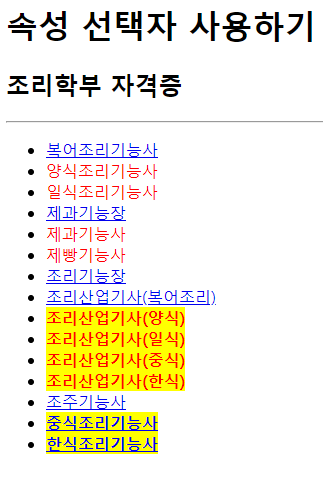 속성 선택자 사용하기
조리학부 자격증
복어조리기능사
양식조리기능사
일식조리기능사
제과기능장
제과기능사
제빵기능사
조리기능장
조리산업기사(복어조리)
조리산업기사(양식)
조리산업기사(일식)
조리산업기사(중식)
조리산업기사(한식)
조주기능사
중식조리기능사
한식조리기능사